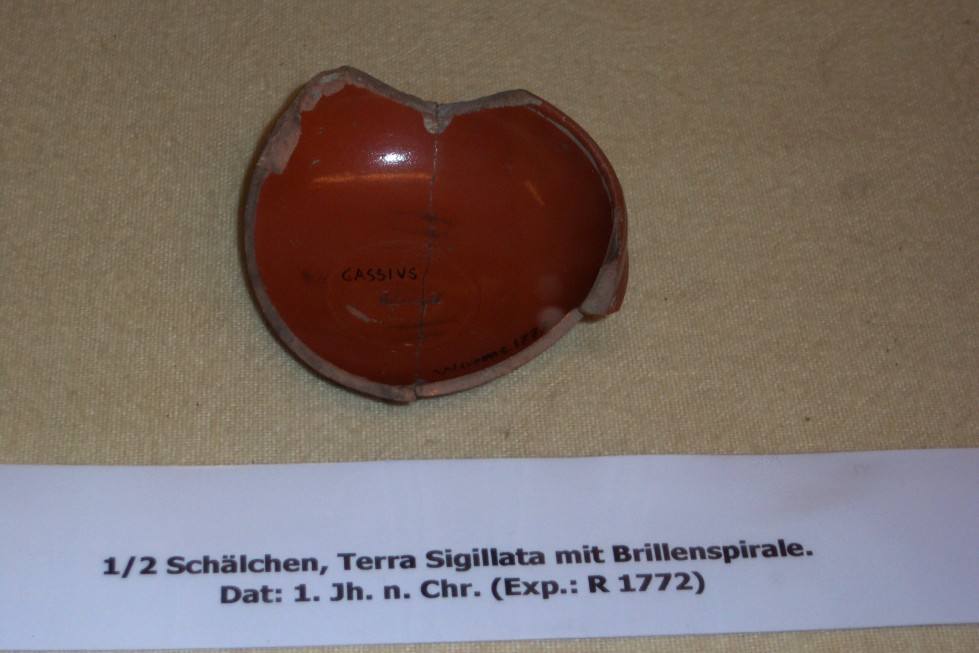 CASSIVS
1/2 Schälchen, Terra Sigillata mit Brillenspirale.
Dat: 1. Jh. n. Chr. (Exp.: R 1772)